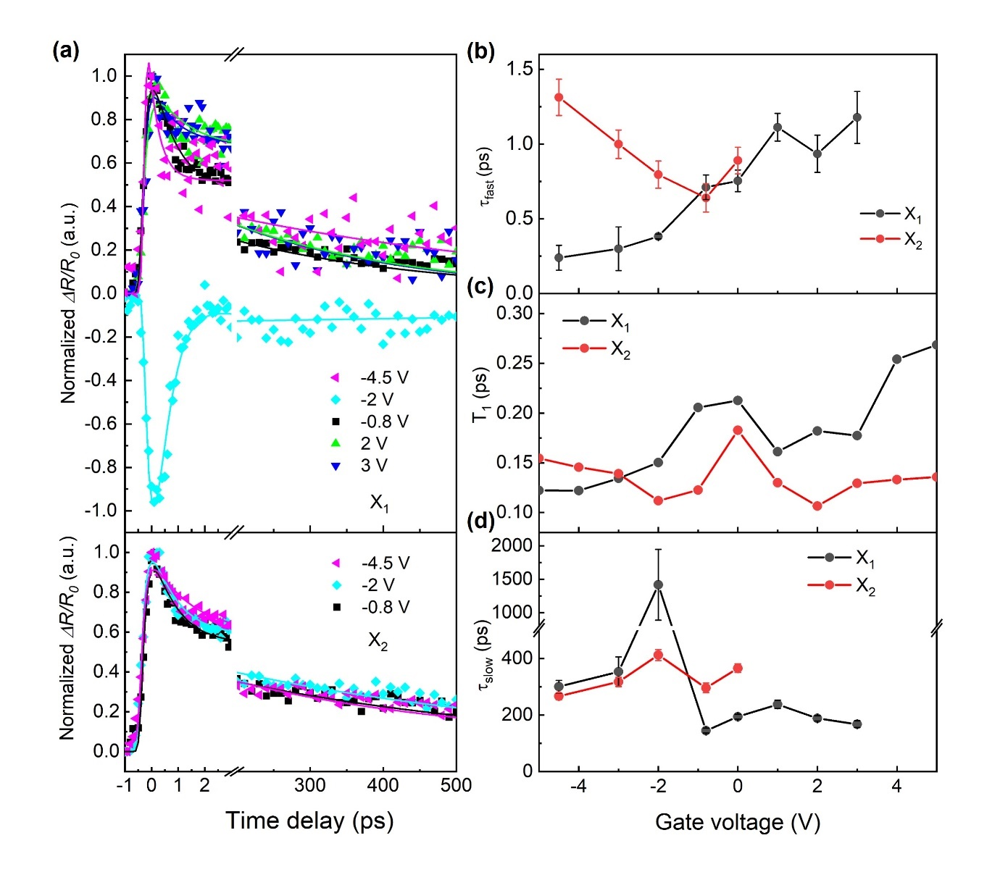 (a)
Normalized ΔR/R0 (a.u.)
1.0
0.8
0.6
0.4
0.2
0.0
-0.2
-0.4
-0.6
-0.8
-1.0
-4.5 V
-2 V
-0.8 V
2 V
3 V
X1
Normalized ΔR/R0 (a.u.)
1.0
0.8
0.6
0.4
0.2
0.0
-4.5 V
-2 V
-0.8 V
X2
-1 0 1 2 300 400 500
Time delay (ps)
(b)
τfast (ps)
1.5
1.0
0.5
0.0
X1
X2
(c)
T1 (ps)
0.30
0.25
0.20
0.15
0.10
X1
X2
(d)
τslow (ps)
2000
1500
1000
400
200
0
X1
X2
-4 -2 0 2 4
Gate voltage (V)